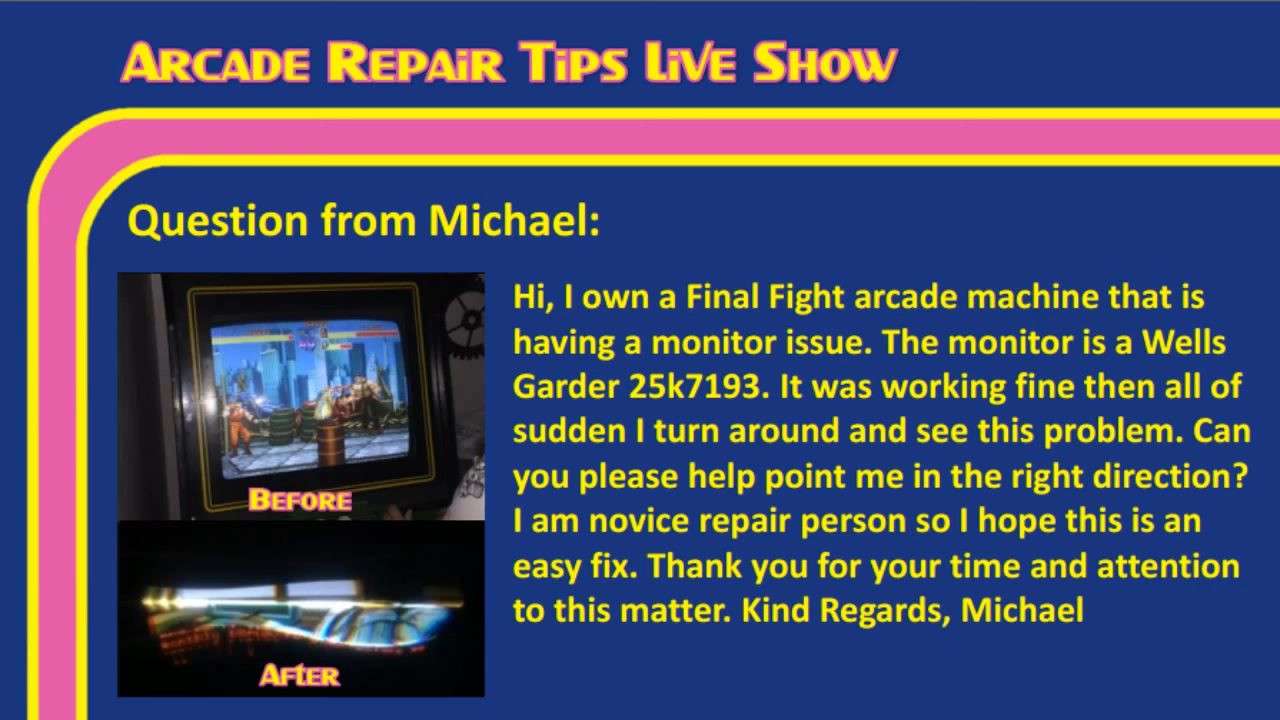 ARCADE REPAiR TiPS LiVE SHOW
Question from Michael:
Hi, I own a Final Fight arcade machine that is
having a monitor issue. The monitor is a Wells
Garder 25k7193. It was working fine then all of
sudden I turn around and see this problem. Can
you please help point me in the right direction?
I am novice repair person so I hope this is an
easy fix. Thank you for your time and attention
to this matter. Kind Regards, Michael
BEFORE
AFtER